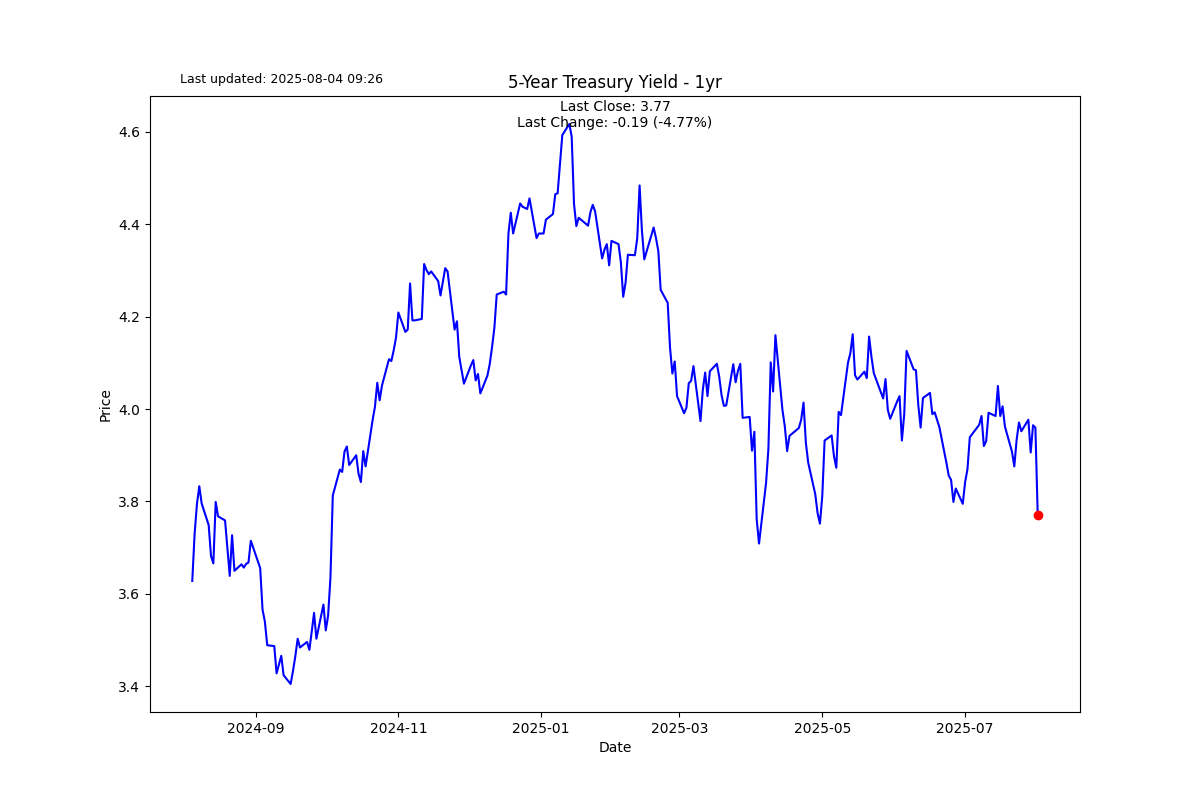 Last updated: 2025-08-04 09:26
5-Year Treasury Yield - 1yr
Last Close: 3.77
Last Change: -0.19 (-4.77%)
4.6
4.4
4.2
4.0
3.8
3.6
3.4
Price
2024-09
2024-11
2025-01
2025-03
2025-05
2025-07
Date